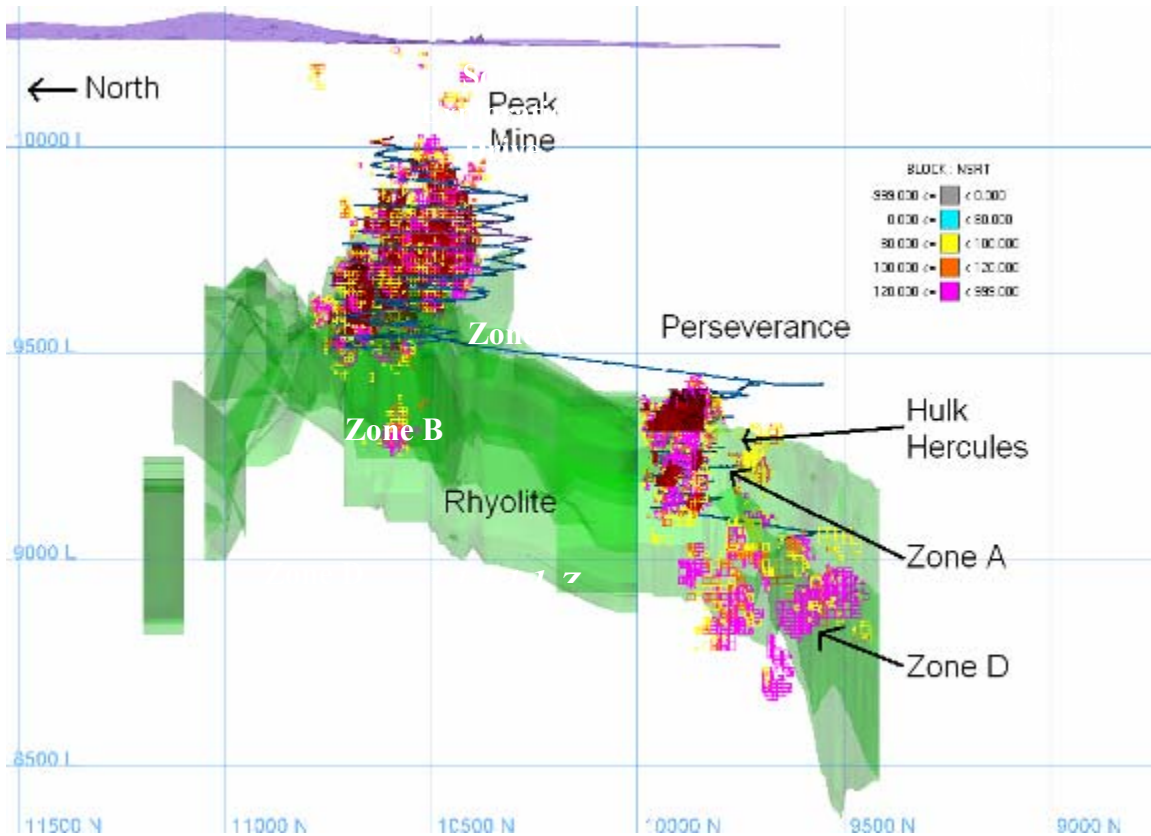 North
Peak
Mine
10000 L
BLOCK : NSRT
-999.000 <= < 0.000
0.000 <= < 80.000
80.000 <= < 100.000
100.000 <= < 120.000
120.000 <= < 999.000
Zon
Perseverance
9500 L
Hulk
Hercules
Zone B
Rhyolite
9000 L
Zone A
Zone D
8500 L
11500 N
11000 N
10500 N
10000 N
9500 N
9000 N